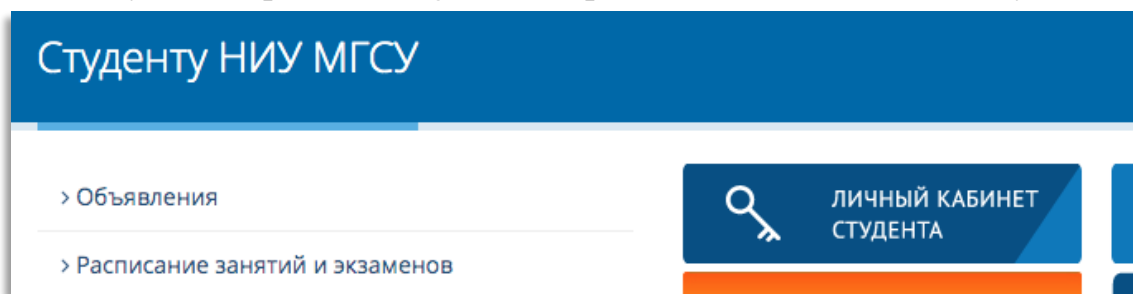 Студенту НИУ МГСУ
> Объявления
ЛИЧНЫЙ КАБИНЕТ
СТУДЕНТА
> Расписание занятий и экзаменов